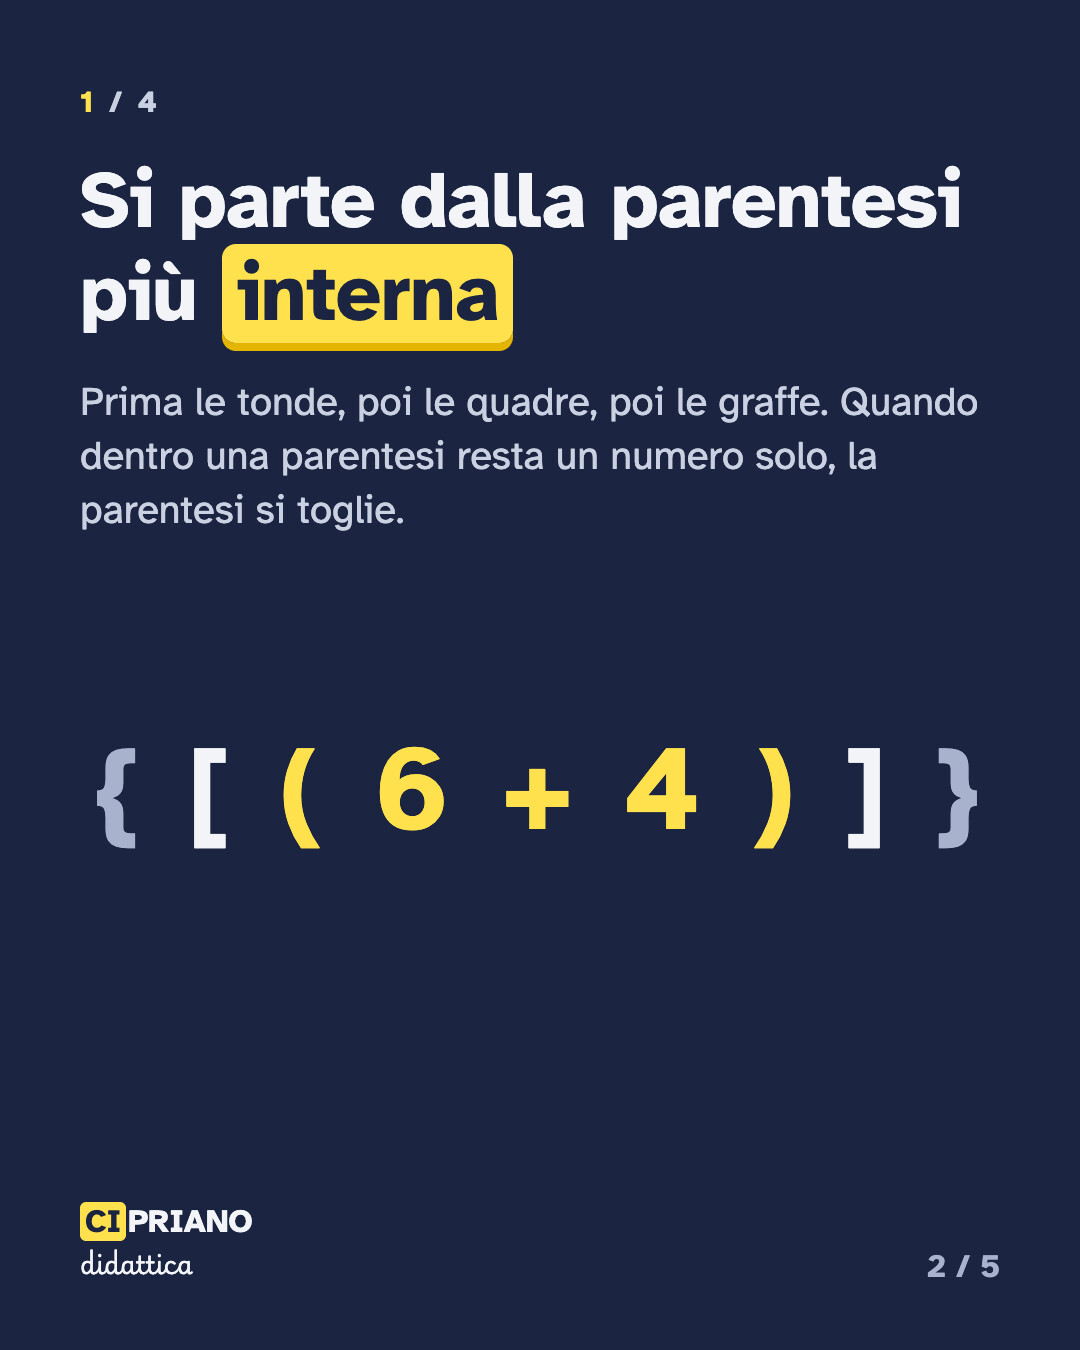 1 / 4
Si parte dalla parentesi
più interna
Prima le tonde, poi le quadre, poi le graffe. Quando
dentro una parentesi resta un numero solo, la
parentesi si toglie.
{ [ ( 6 + 4 ) ] }
CIPRIANO
didattica
2 / 5